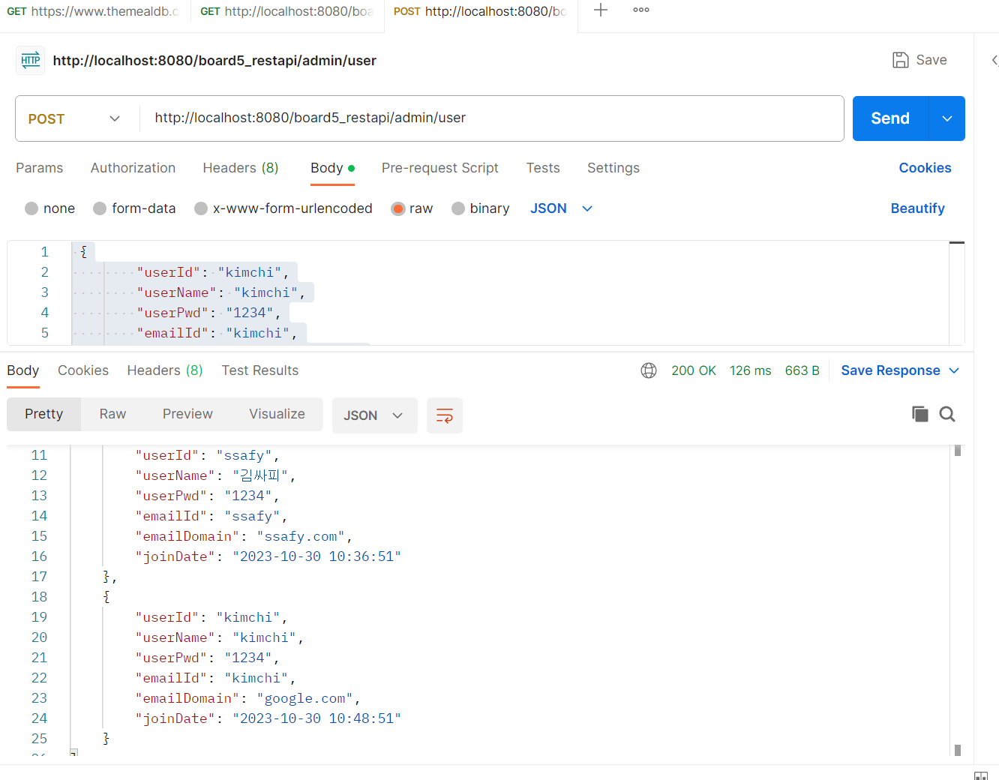 GET https://www.themealdb.c GET http://localhost:8080/boa POST http://localhost:8080/bo
HTTP http://localhost:8080/board5_restapi/admin/user Save
POST http://localhost:8080/board5_restapi/admin/user Send
Params Authorization Headers (8) Body Pre-request Script Tests Settings Cookies
none form-data x-www-form-urlencoded raw binary JSON Beautify
1 {
2 "userId": "kimchi",
3 "userName": "kimchi",
4 "userPwd": "1234",
5 "emailId": "kimchi",
Body Cookies Headers (8) Test Results 200 OK 126 ms 663 B Save Response
Pretty Raw Preview Visualize JSON
11 "userId": "ssafy",
12 "userName": "김싸피",
13 "userPwd": "1234",
14 "emailId": "ssafy",
15 "emailDomain": "ssafy.com",
16 "joinDate": "2023-10-30 10:36:51"
17 },
18 {
19 "userId": "kimchi",
20 "userName": "kimchi",
21 "userPwd": "1234",
22 "emailId": "kimchi",
23 "emailDomain": "google.com",
24 "joinDate": "2023-10-30 10:48:51"
25 }